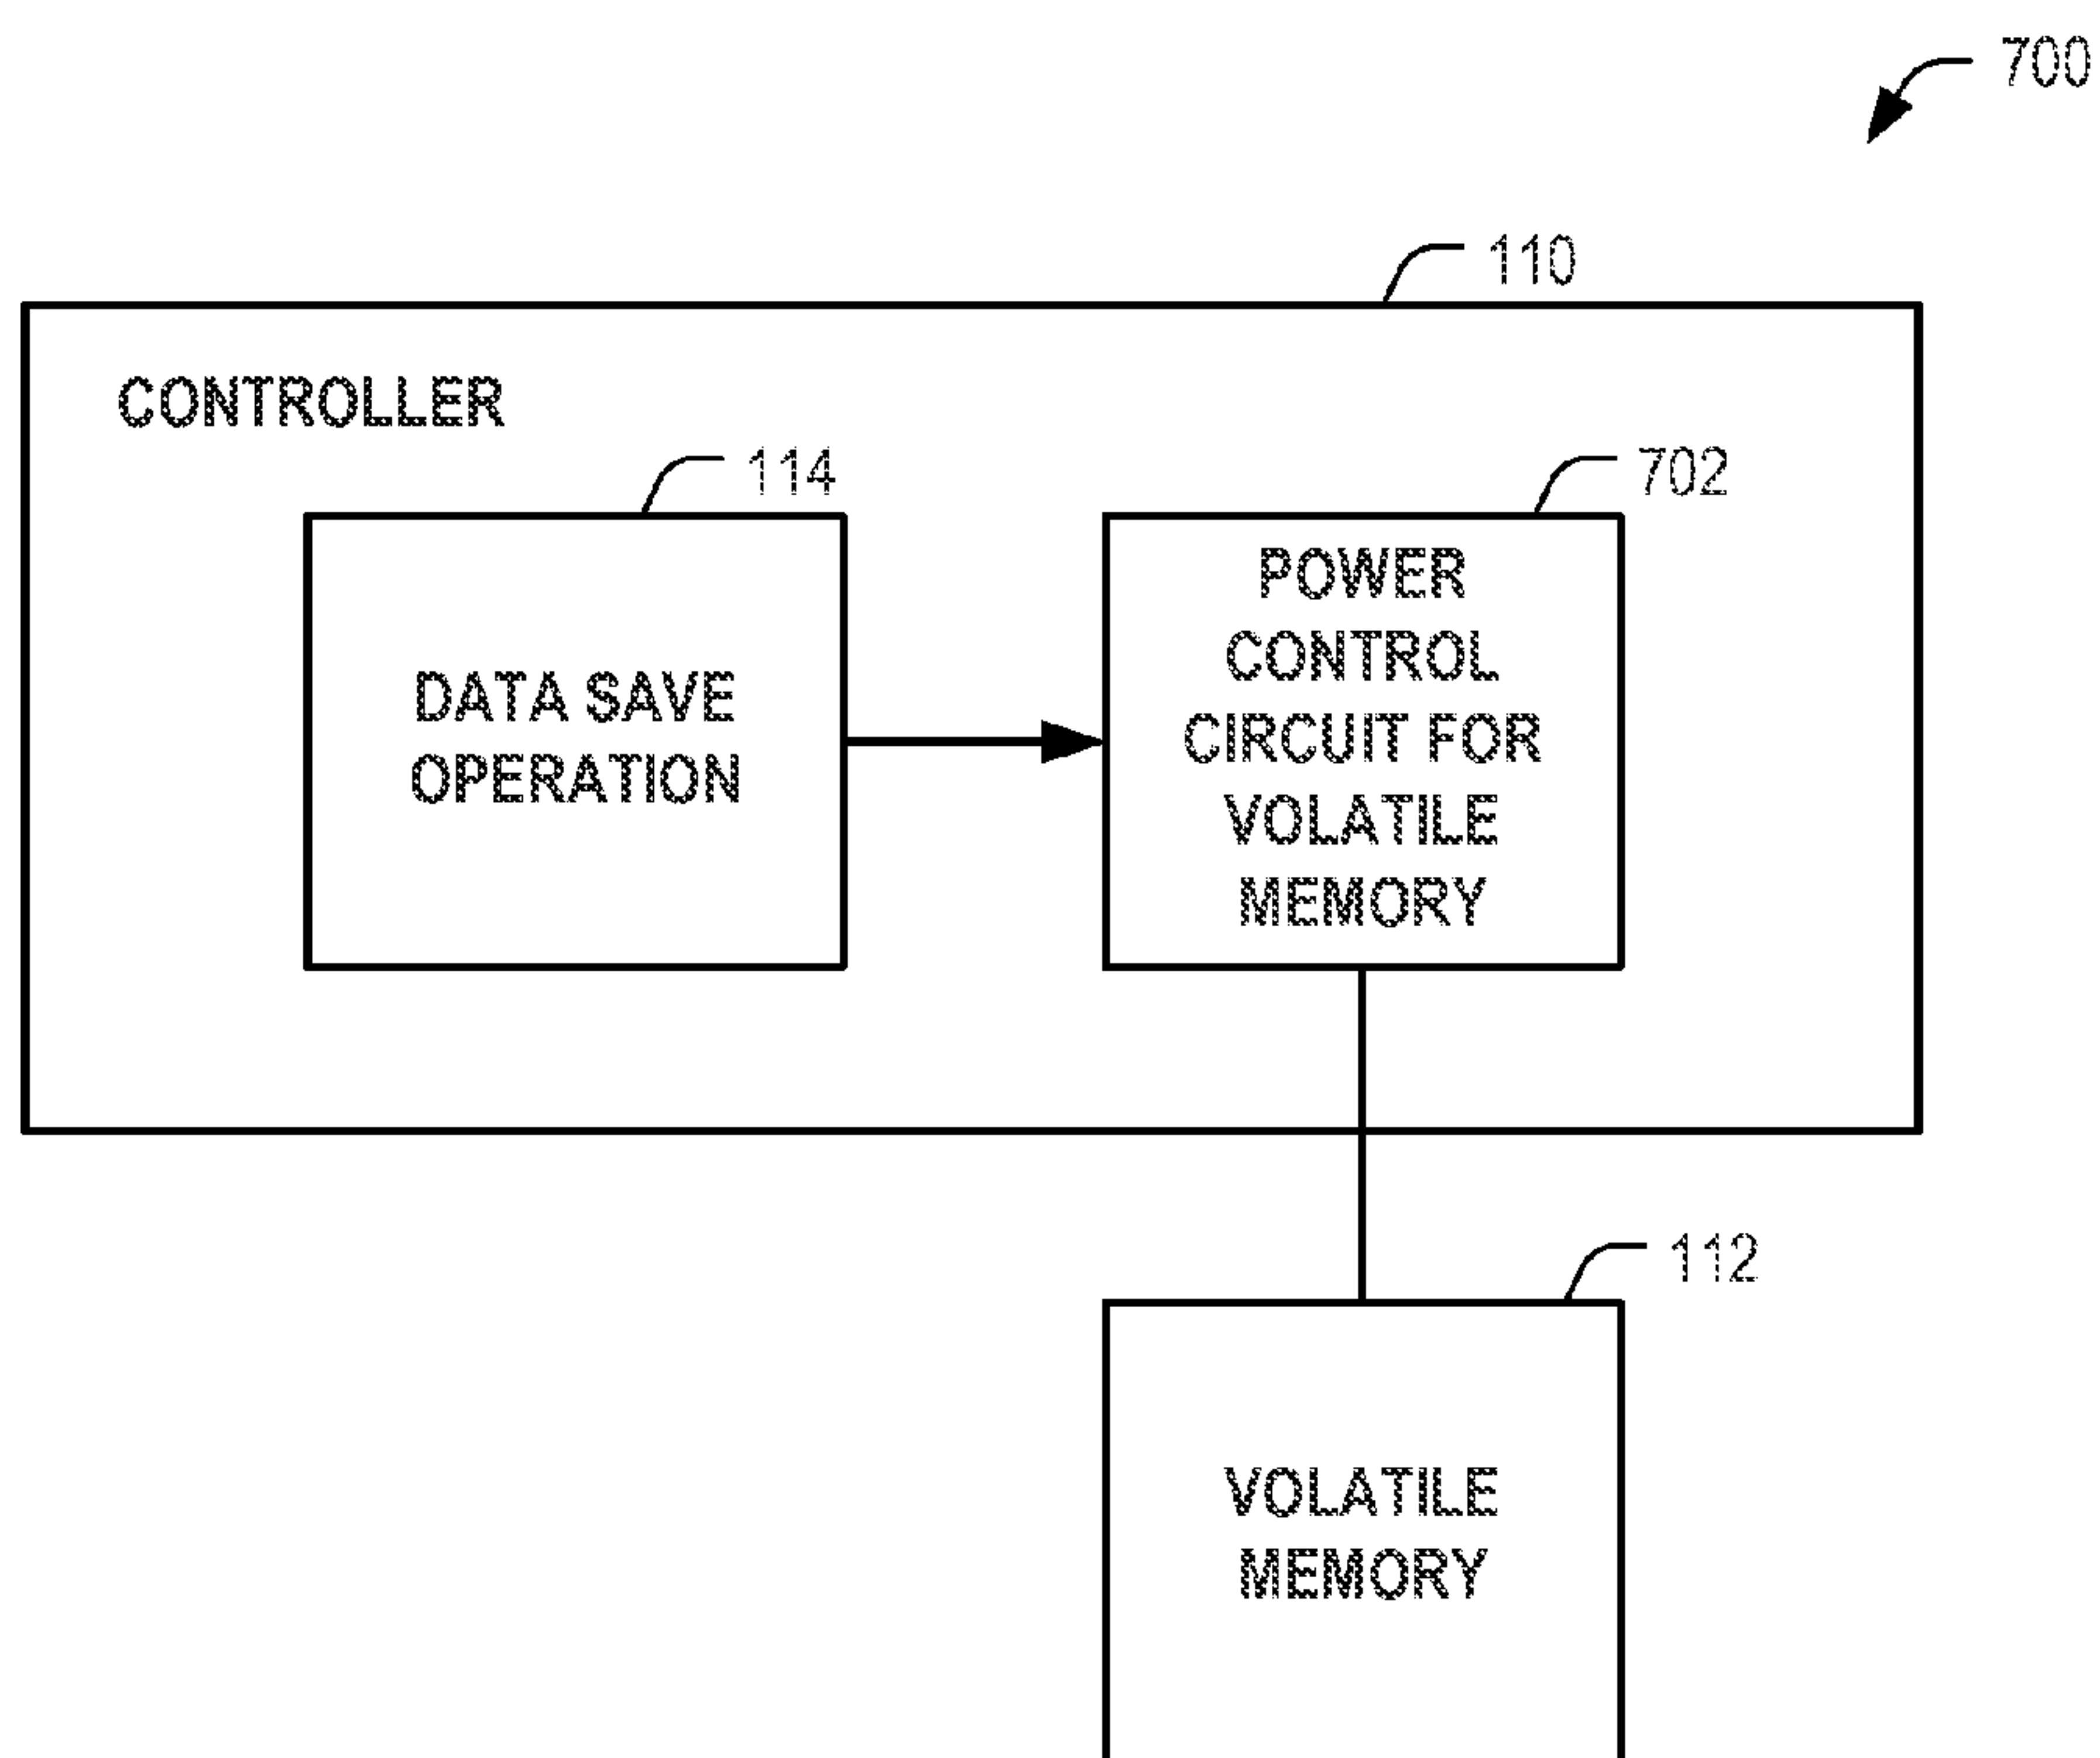 700
110
CONTROLLER
114
702
DATA SAVE
OPERATION
POWER
CONTROL
CIRCUIT FOR
VOLATILE
MEMORY
112
VOLATILE
MEMORY